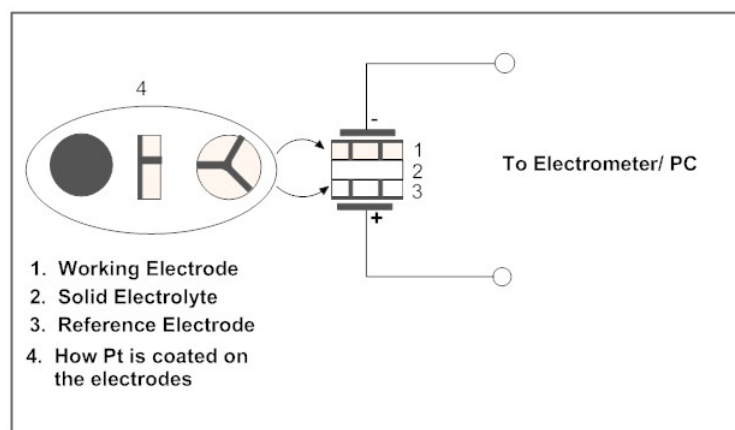 4
-
1
2
3
To Electrometer/ PC
+
1. Working Electrode
2. Solid Electrolyte
3. Reference Electrode
4. How Pt is coated on
the electrodes